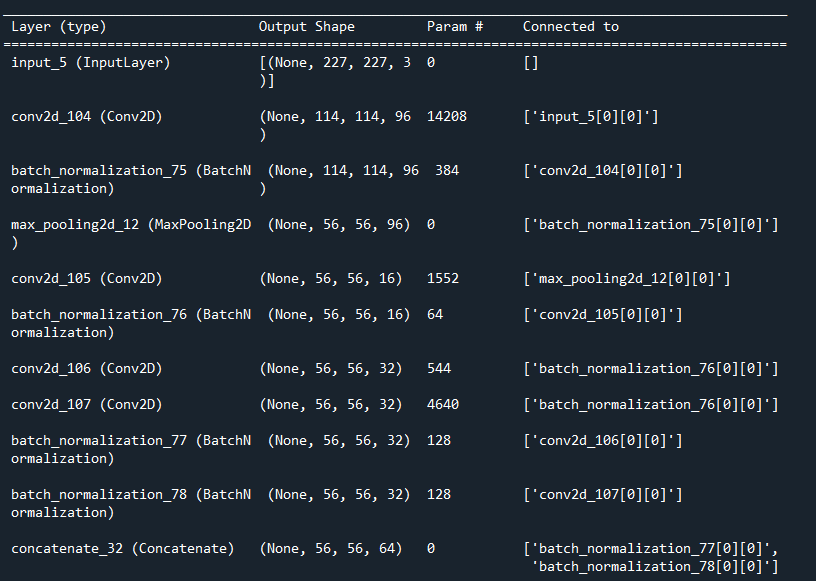 Layer (type) Output Shape Param # Connected to
==================================================================================================
input_5 (InputLayer) [(None, 227, 227, 3 0 []
)]
conv2d_104 (Conv2D) (None, 114, 114, 96 14208 ['input_5[0][0]']
)
batch_normalization_75 (BatchN (None, 114, 114, 96 384 ['conv2d_104[0][0]']
ormalization) )
max_pooling2d_12 (MaxPooling2D (None, 56, 56, 96) 0 ['batch_normalization_75[0][0]']
)
conv2d_105 (Conv2D) (None, 56, 56, 16) 1552 ['max_pooling2d_12[0][0]']
batch_normalization_76 (BatchN (None, 56, 56, 16) 64 ['conv2d_105[0][0]']
ormalization)
conv2d_106 (Conv2D) (None, 56, 56, 32) 544 ['batch_normalization_76[0][0]']
conv2d_107 (Conv2D) (None, 56, 56, 32) 4640 ['batch_normalization_76[0][0]']
batch_normalization_77 (BatchN (None, 56, 56, 32) 128 ['conv2d_106[0][0]']
ormalization)
batch_normalization_78 (BatchN (None, 56, 56, 32) 128 ['conv2d_107[0][0]']
ormalization)
concatenate_32 (Concatenate) (None, 56, 56, 64) 0 ['batch_normalization_77[0][0]',
'batch_normalization_78[0][0]']